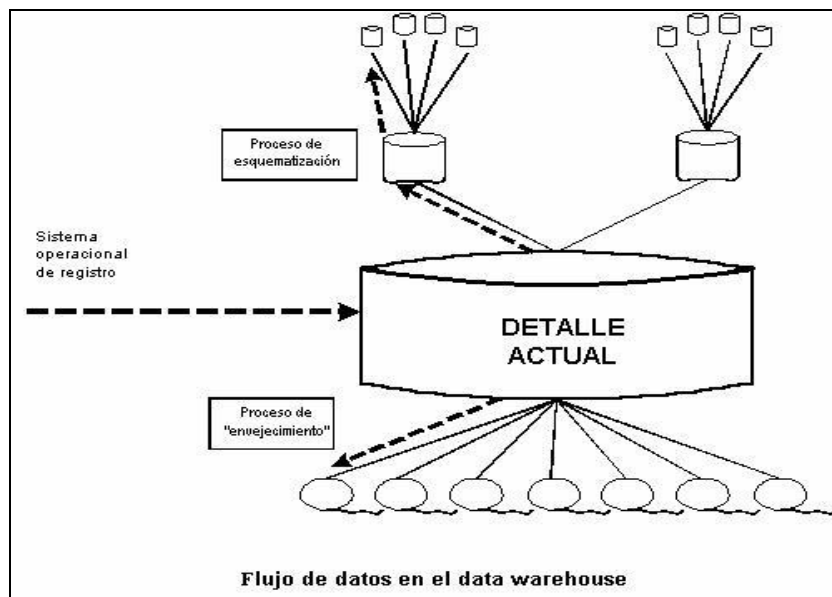 Proceso de
esquematización
Sistema
operacional
de registro
DETALLE
ACTUAL
Proceso de
"envejecimiento"
Flujo de datos en el data warehouse